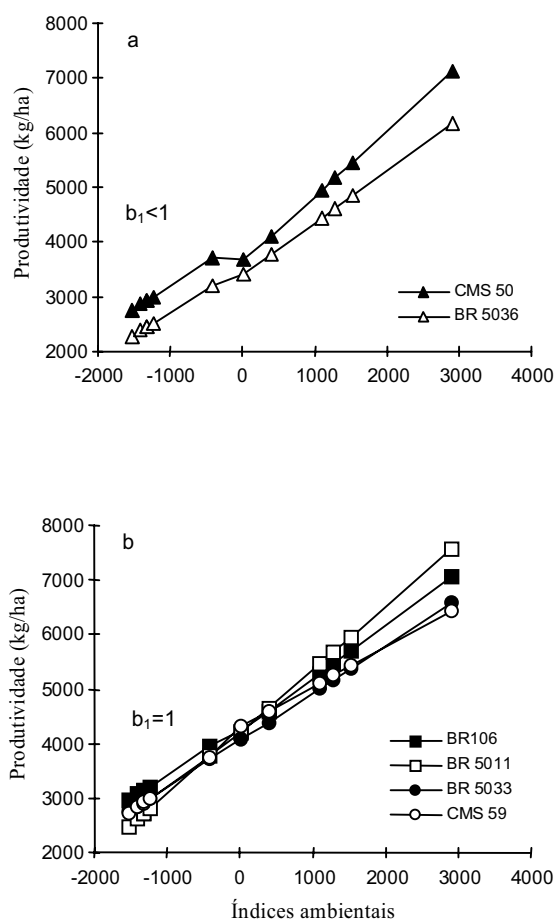 a
8000
7000
6000
5000
4000
3000
2000
Produtividade (kg/ha)
b1<1
CMS 50
BR 5036
-2000 -1000 0 1000 2000 3000 4000
b
8000
7000
6000
5000
4000
3000
2000
Produtividade (kg/ha)
b1=1
BR106
BR 5011
BR 5033
CMS 59
-2000 -1000 0 1000 2000 3000 4000
Índices ambientais